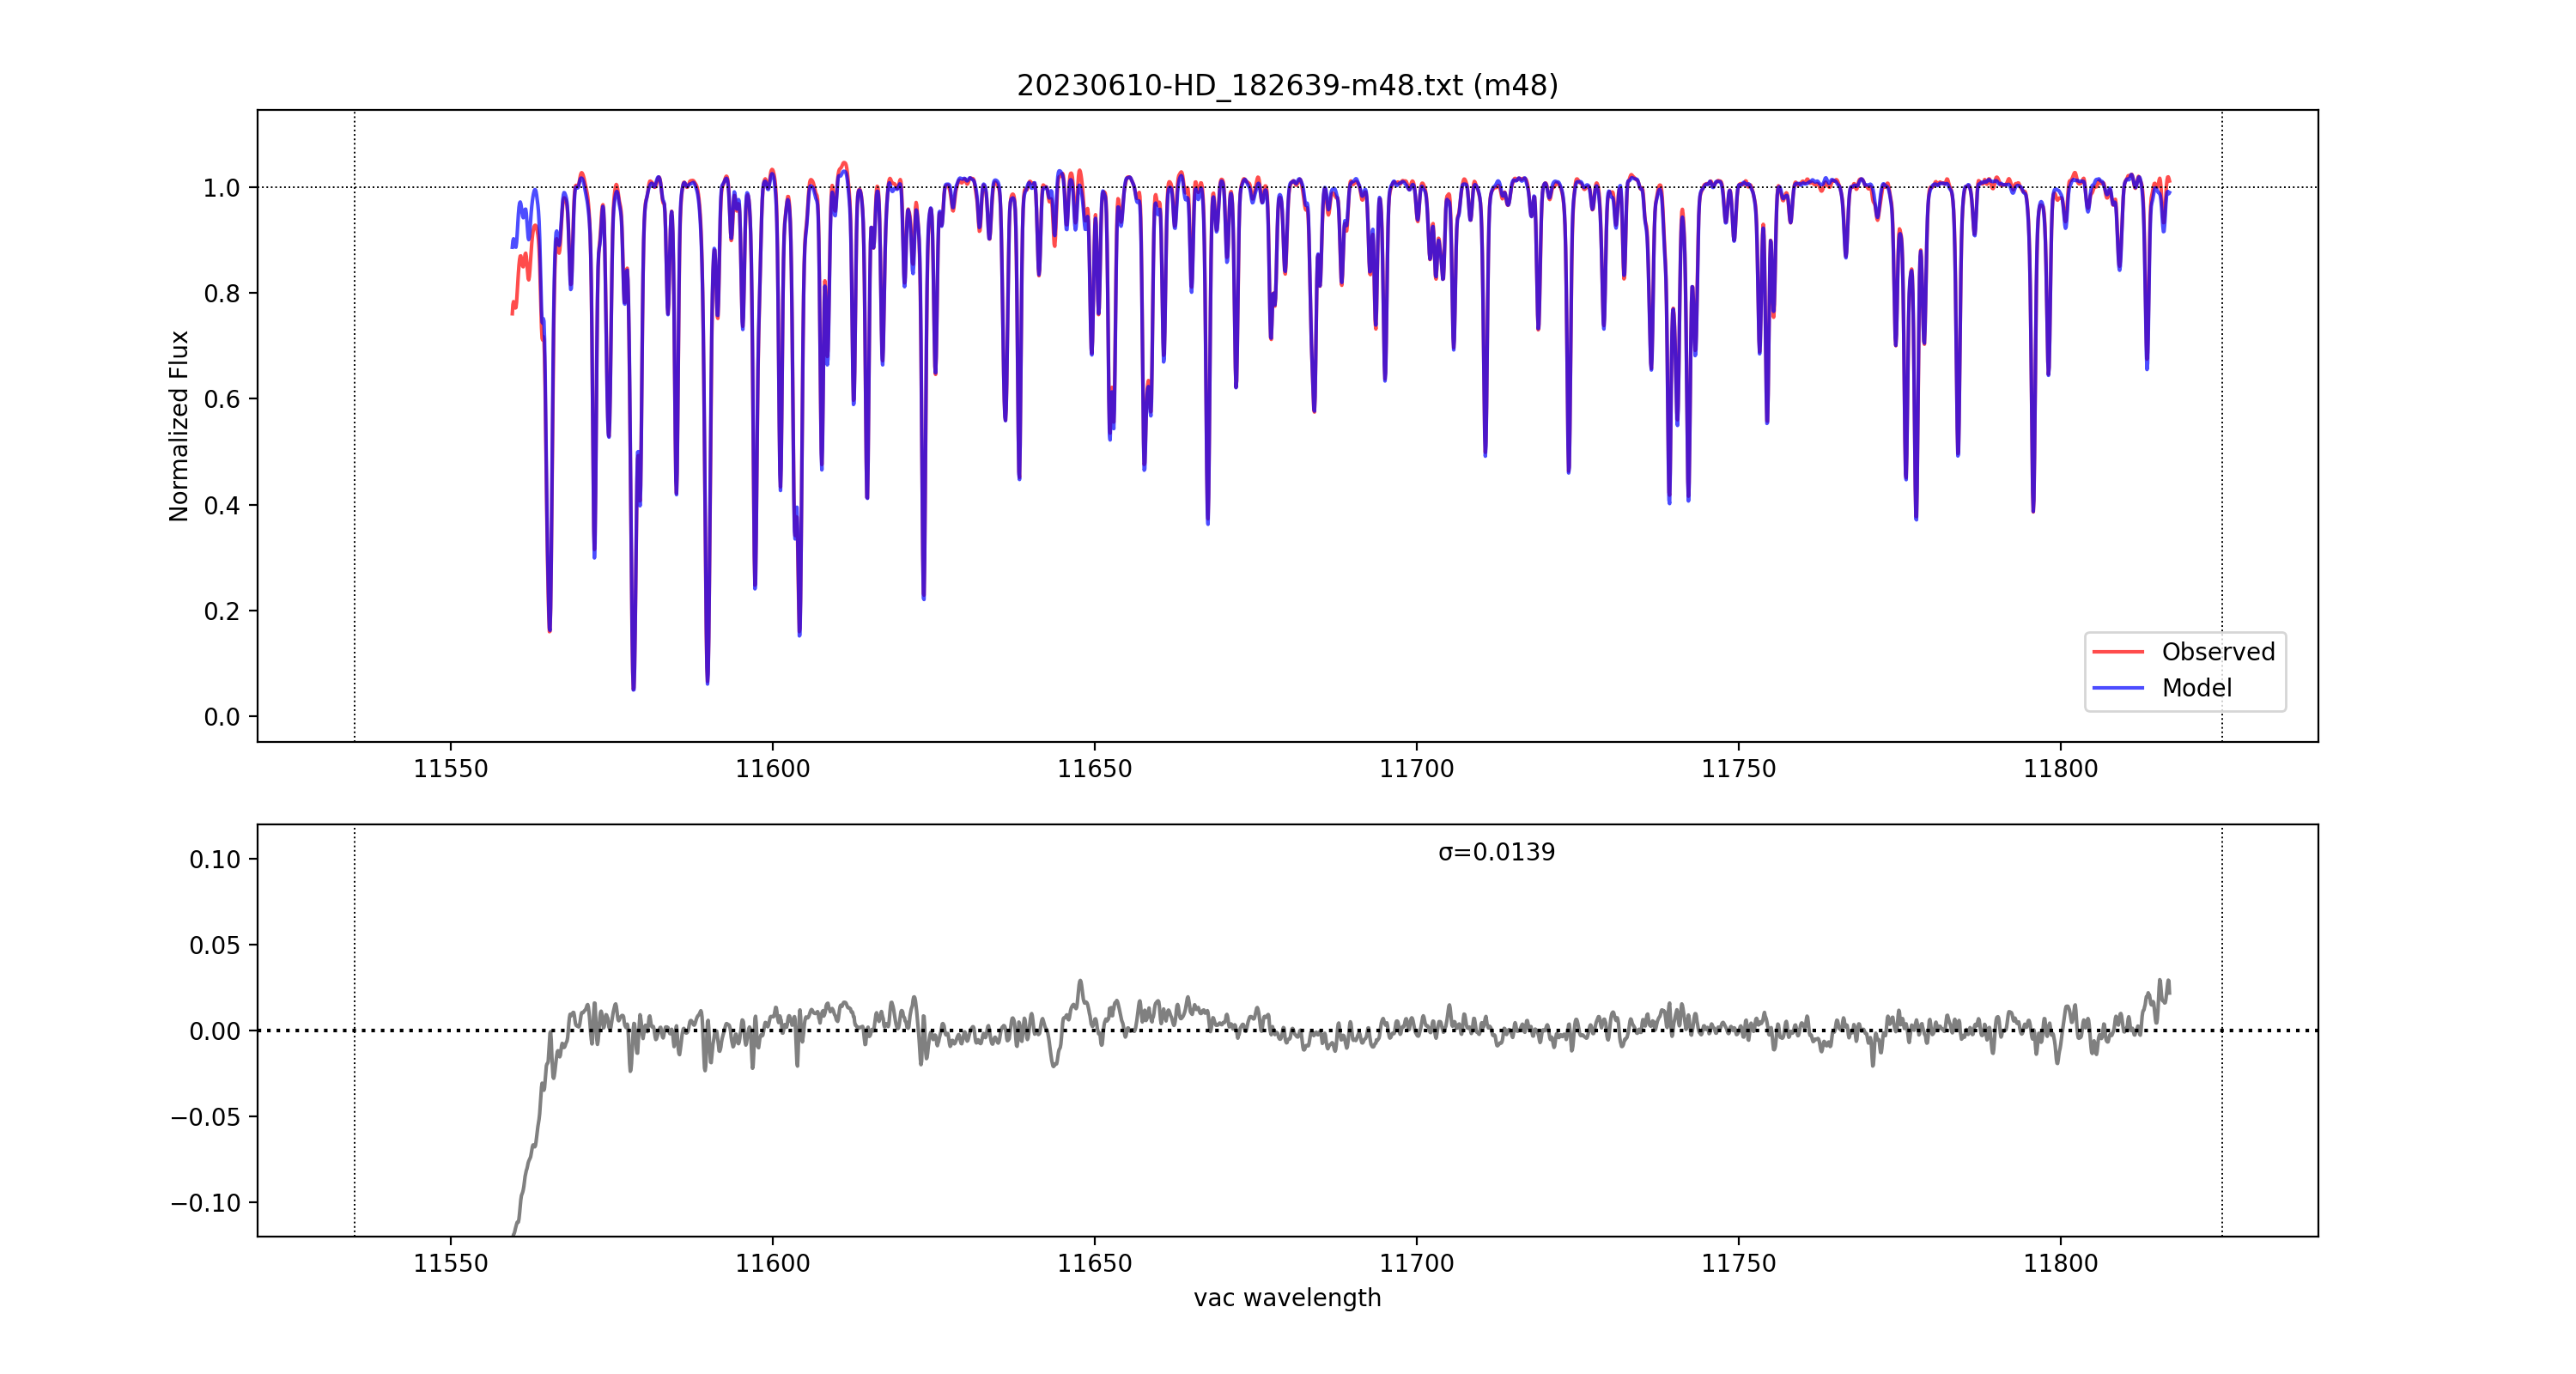 20230610-HD_182639-m48.txt (m48)
Normalized Flux
1.0
0.8
0.6
0.4
0.2
0.0
Observed
Model
11550 11600 11650 11700 11750 11800
σ=0.0139
0.10
0.05
0.00
−0.05
−0.10
11550 11600 11650 11700 11750 11800
vac wavelength